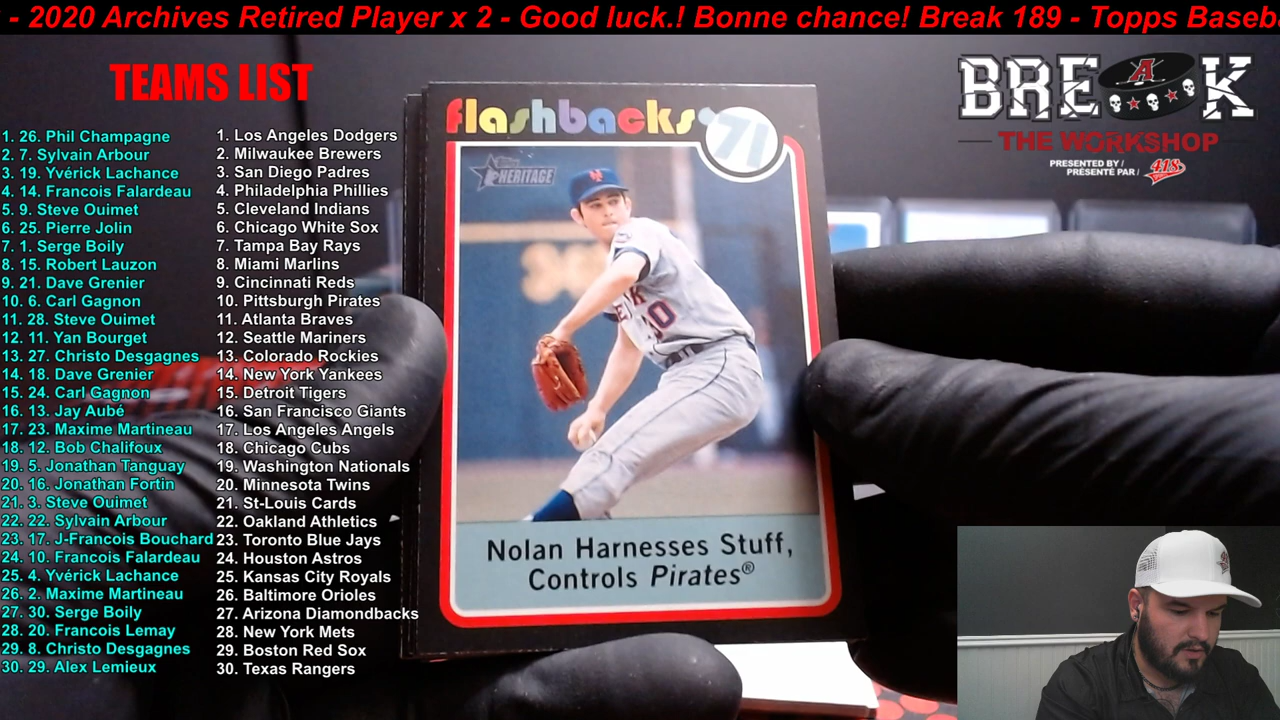 - 2020 Archives Retired Player x 2 - Good luck.! Bonne chance! Break 189 - Topps Baseb
TEAMS LIST
1. 26. Phil Champagne
2. 7. Sylvain Arbour
3. 19. Yvérick Lachance
4. 14. Francois Falardeau
5. 9. Steve Ouimet
6. 25. Pierre Jolin
7. 1. Serge Boily
8. 15. Robert Lauzon
9. 21. Dave Grenier
10. 6. Carl Gagnon
11. 28. Steve Ouimet
12. 11. Yan Bourget
13. 27. Christo Desgagnes
14. 18. Dave Grenier
15. 24. Carl Gagnon
16. 13. Jay Aubé
17. 23. Maxime Martineau
18. 12. Bob Chalifoux
19. 5. Jonathan Tanguay
20. 16. Jonathan Fortin
21. 3. Steve Ouimet
22. 22. Sylvain Arbour
23. 17. J-Francois Bouchard
24. 10. Francois Falardeau
25. 4. Yvérick Lachance
26. 2. Maxime Martineau
27. 30. Serge Boily
28. 20. Francois Lemay
29. 8. Christo Desgagnes
30. 29. Alex Lemieux
1. Los Angeles Dodgers
2. Milwaukee Brewers
3. San Diego Padres
4. Philadelphia Phillies
5. Cleveland Indians
6. Chicago White Sox
7. Tampa Bay Rays
8. Miami Marlins
9. Cincinnati Reds
10. Pittsburgh Pirates
11. Atlanta Braves
12. Seattle Mariners
13. Colorado Rockies
14. New York Yankees
15. Detroit Tigers
16. San Francisco Giants
17. Los Angeles Angels
18. Chicago Cubs
19. Washington Nationals
20. Minnesota Twins
21. St-Louis Cards
22. Oakland Athletics
23. Toronto Blue Jays
24. Houston Astros
25. Kansas City Royals
26. Baltimore Orioles
27. Arizona Diamondbacks
28. New York Mets
29. Boston Red Sox
30. Texas Rangers
flashbacks '71
Topps
HERITAGE
30
Nolan Harnesses Stuff,
Controls Pirates®
BREAK
THE WORKSHOP
PRESENTED BY /
PRÉSENTÉ PAR /
418